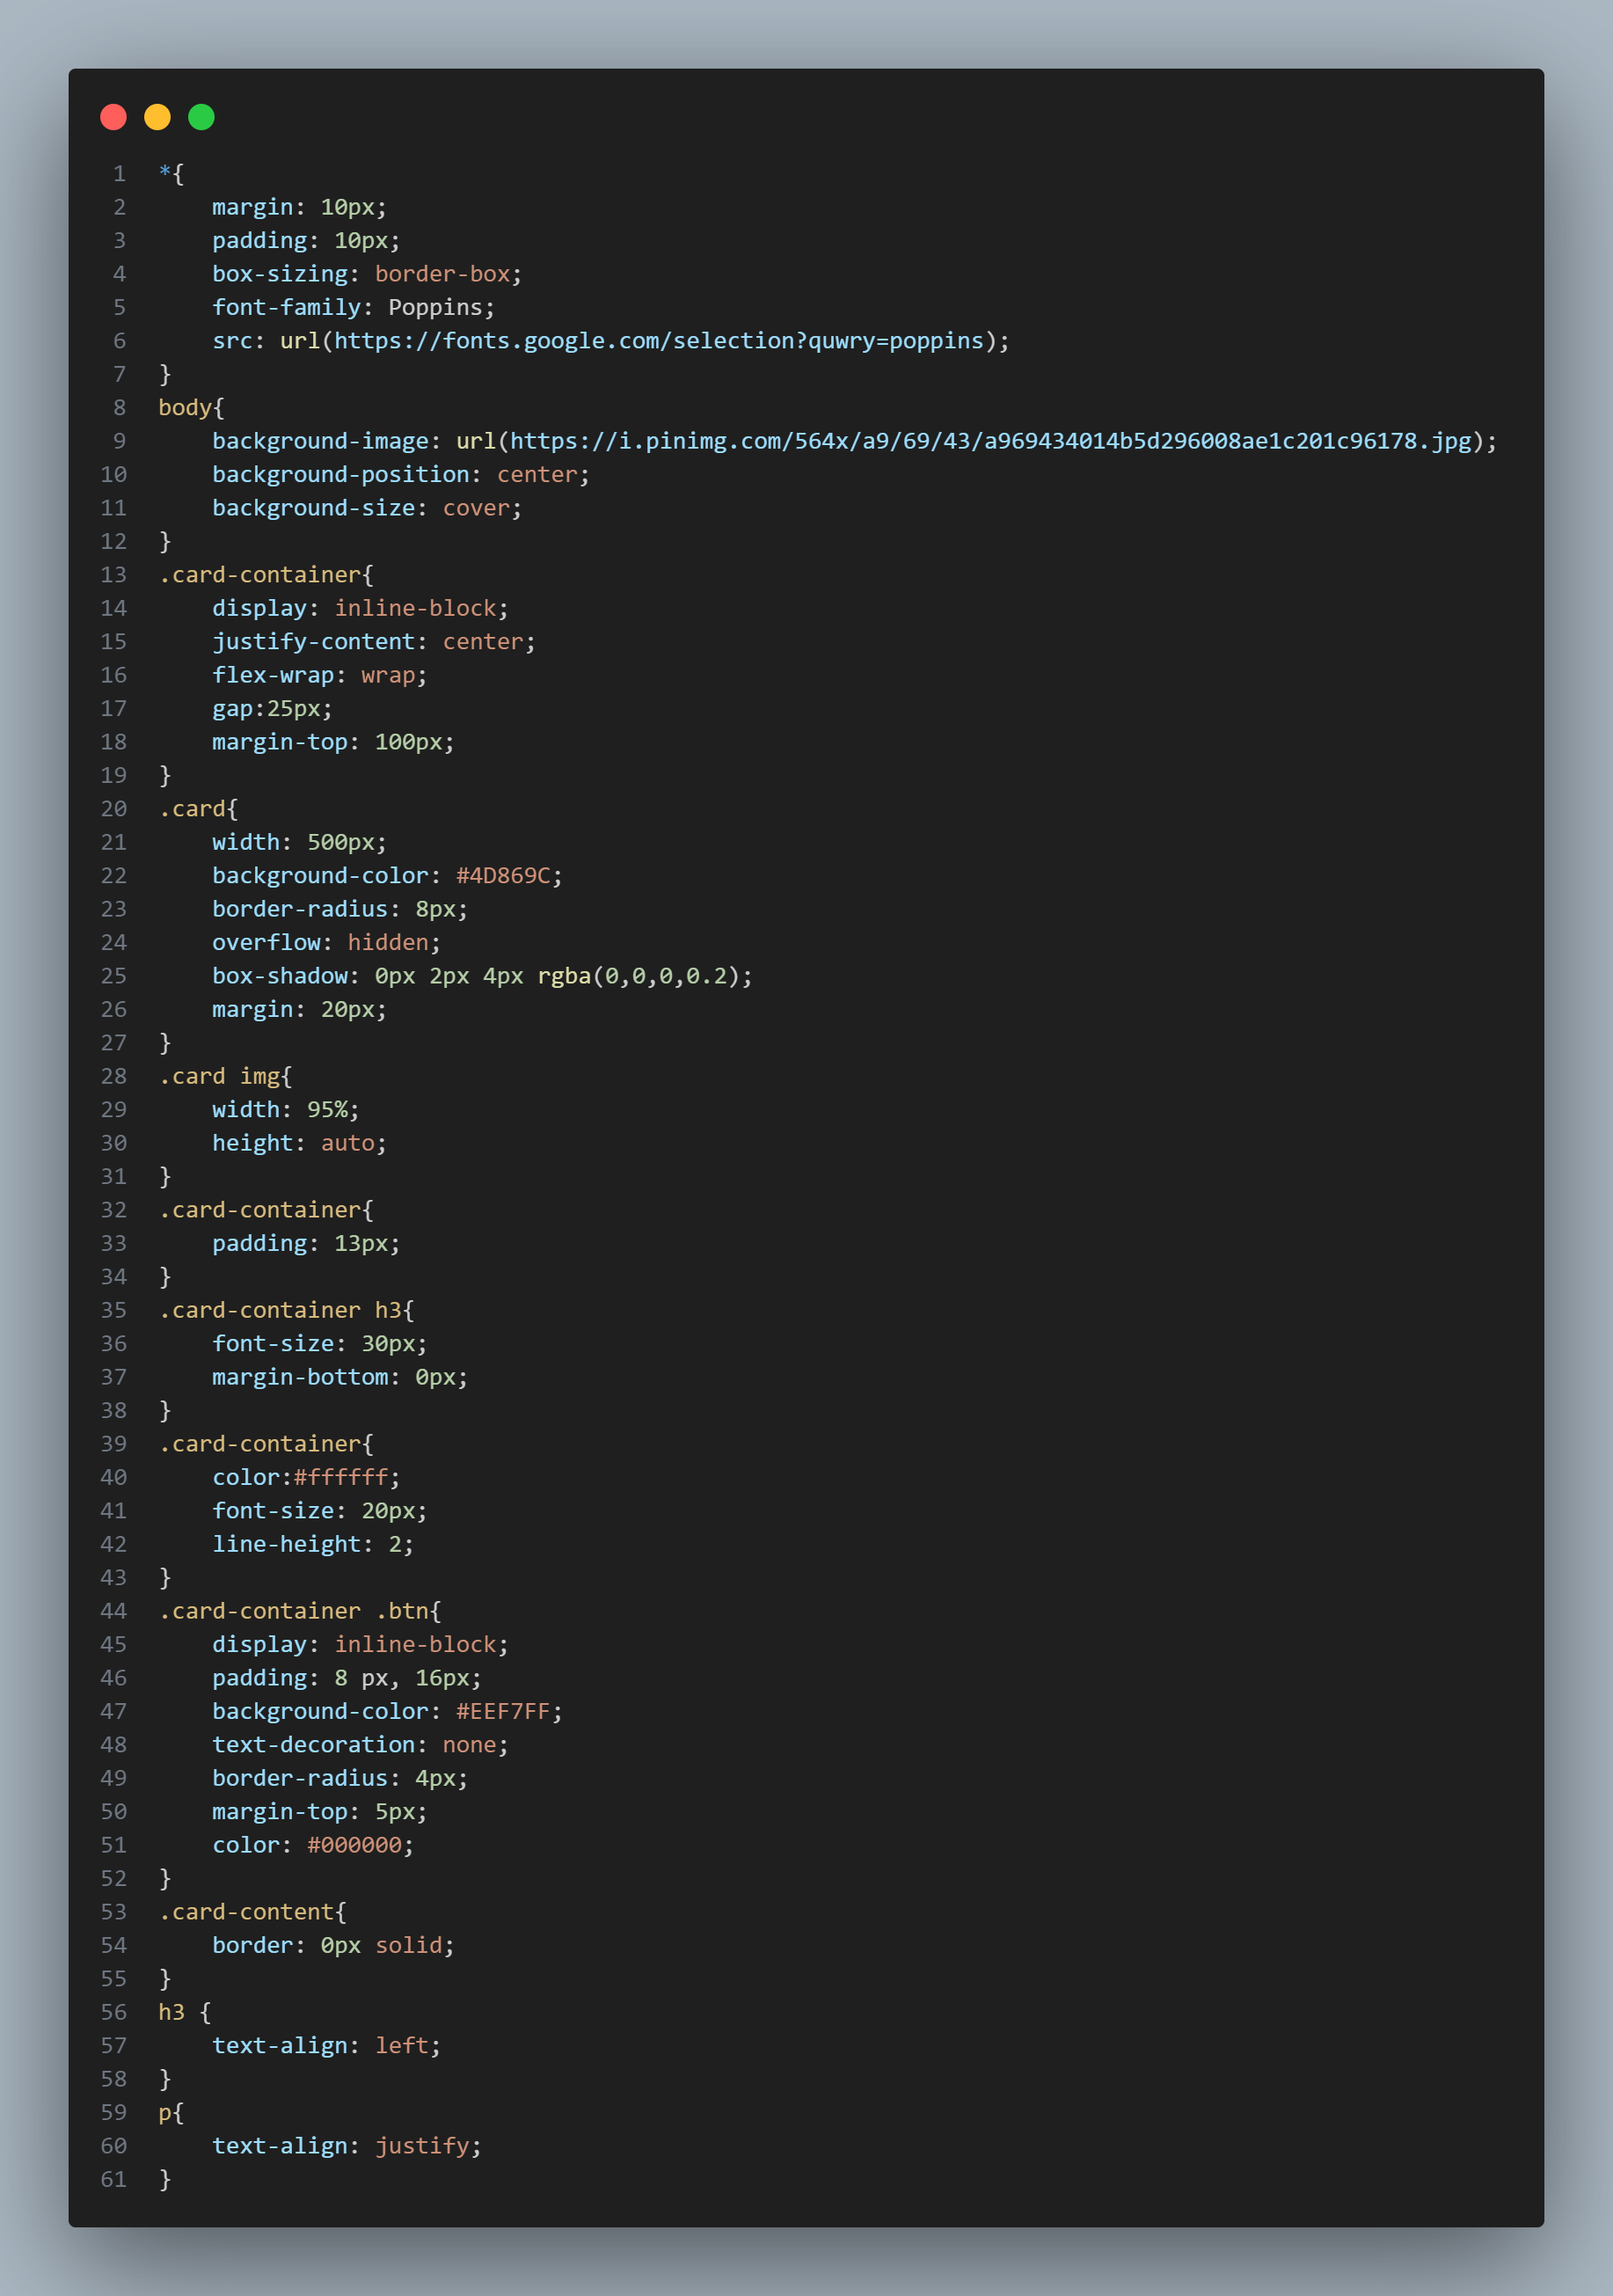 1 *{
2     margin: 10px;
3     padding: 10px;
4     box-sizing: border-box;
5     font-family: Poppins;
6     src: url(https://fonts.google.com/selection?quwry=poppins);
7 }
8 body{
9     background-image: url(https://i.pinimg.com/564x/a9/69/43/a969434014b5d296008ae1c201c96178.jpg);
10     background-position: center;
11     background-size: cover;
12 }
13 .card-container{
14     display: inline-block;
15     justify-content: center;
16     flex-wrap: wrap;
17     gap:25px;
18     margin-top: 100px;
19 }
20 .card{
21     width: 500px;
22     background-color: #4D869C;
23     border-radius: 8px;
24     overflow: hidden;
25     box-shadow: 0px 2px 4px rgba(0,0,0,0.2);
26     margin: 20px;
27 }
28 .card img{
29     width: 95%;
30     height: auto;
31 }
32 .card-container{
33     padding: 13px;
34 }
35 .card-container h3{
36     font-size: 30px;
37     margin-bottom: 0px;
38 }
39 .card-container{
40     color:#ffffff;
41     font-size: 20px;
42     line-height: 2;
43 }
44 .card-container .btn{
45     display: inline-block;
46     padding: 8 px, 16px;
47     background-color: #EEF7FF;
48     text-decoration: none;
49     border-radius: 4px;
50     margin-top: 5px;
51     color: #000000;
52 }
53 .card-content{
54     border: 0px solid;
55 }
56 h3 {
57     text-align: left;
58 }
59 p{
60     text-align: justify;
61 }